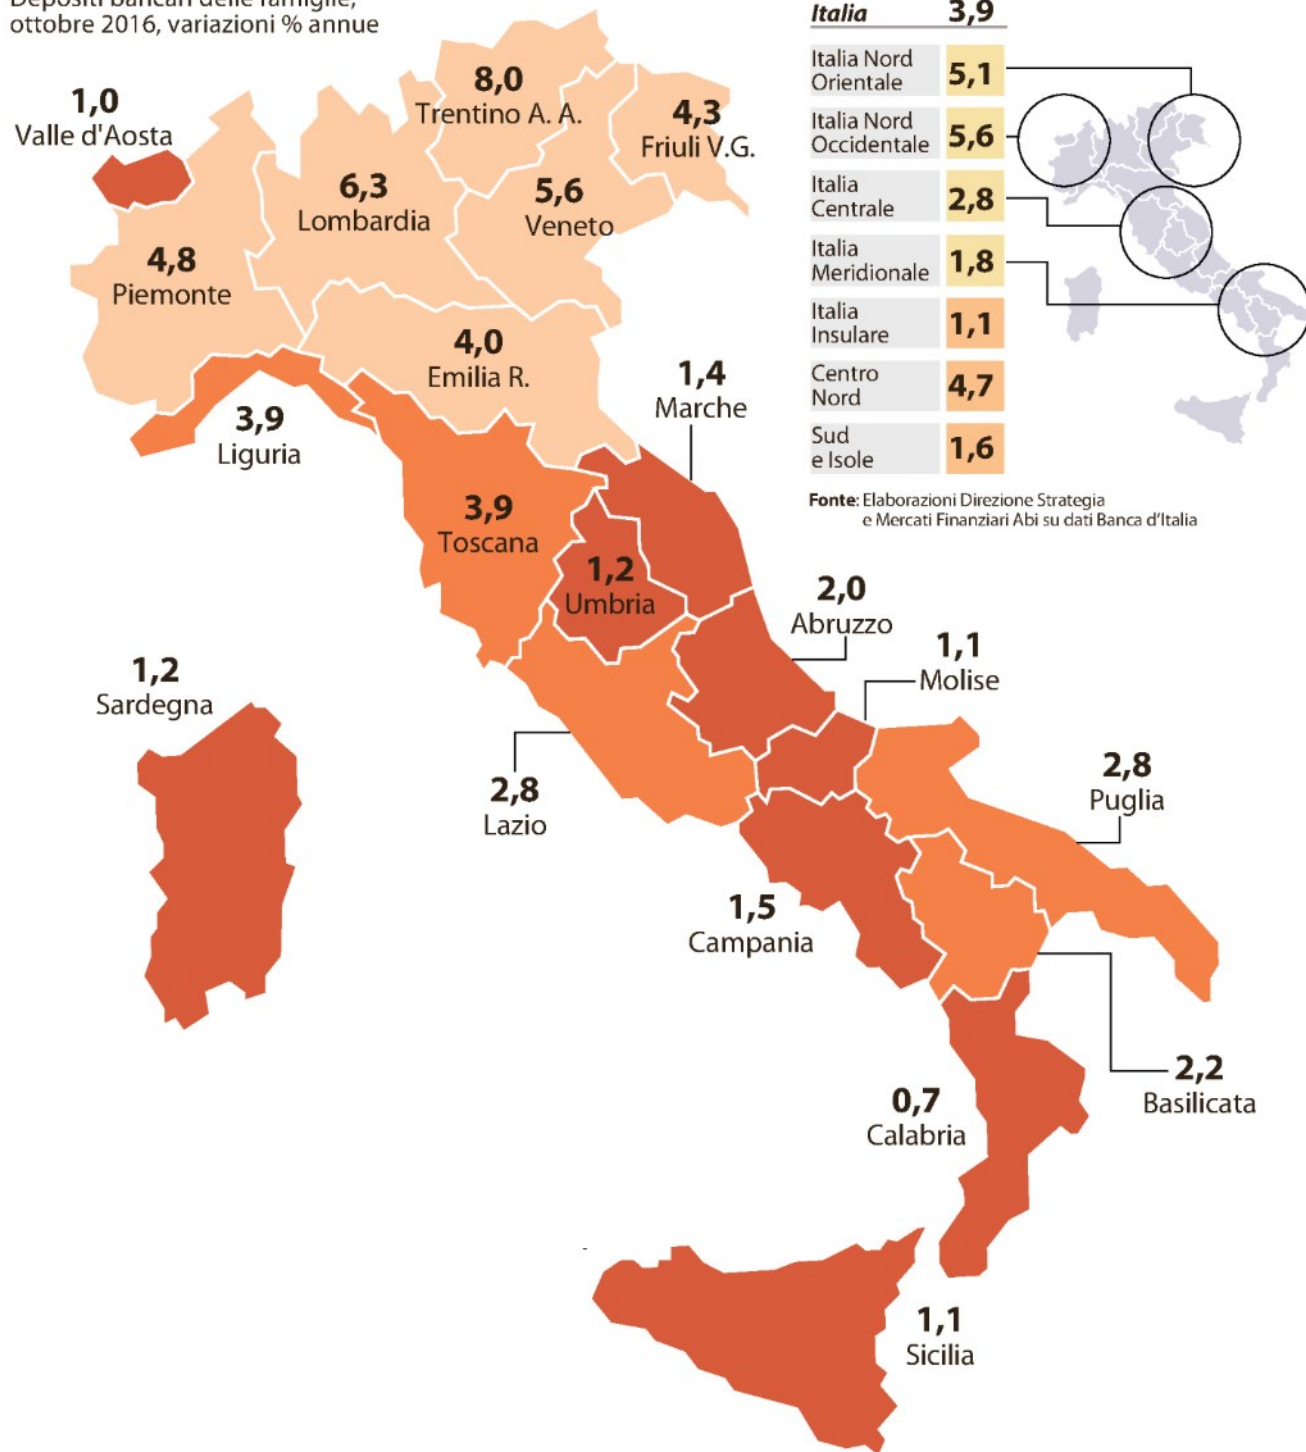 Depositi bancari delle famiglie,
ottobre 2016, variazioni % annue
Italia 3,9
Italia Nord
Orientale
5,1
Italia Nord
Occidentale
5,6
Italia
Centrale
2,8
Italia
Meridionale
1,8
Italia
Insulare
1,1
Centro
Nord
4,7
Sud
e Isole
1,6
Fonte: Elaborazioni Direzione Strategia
e Mercati Finanziari Abi su dati Banca d'Italia
1,0
Valle d'Aosta
8,0
Trentino A. A.
4,3
Friuli V.G.
6,3
Lombardia
5,6
Veneto
4,8
Piemonte
4,0
Emilia R.
3,9
Liguria
1,4
Marche
3,9
Toscana
1,2
Umbria
2,0
Abruzzo
1,1
Molise
1,2
Sardegna
2,8
Lazio
2,8
Puglia
1,5
Campania
2,2
Basilicata
0,7
Calabria
1,1
Sicilia